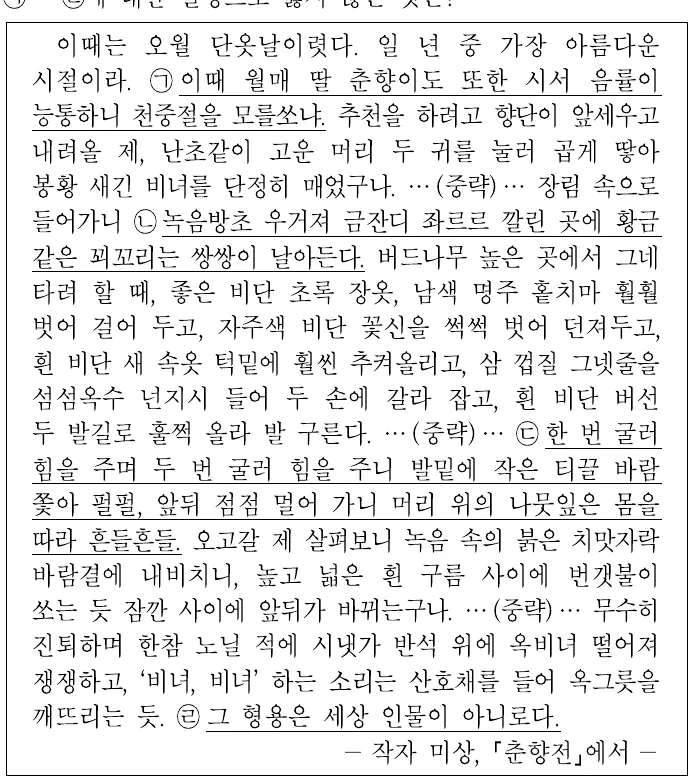 이때는 오월 단옷날이렷다. 일 년 중 가장 아름다운
시절이라. ㉠ 이때 월매 딸 춘향이도 또한 시서 음률이
능통하니 천중절을 모를쏘냐. 추천을 하려고 향단이 앞세우고
내려올 제, 난초같이 고운 머리 두 귀를 눌러 곱게 땋아
봉황 새긴 비녀를 단정히 매었구나. …(중략)… 장림 속으로
들어가니 ㉡ 녹음방초 우거져 금잔디 좌르르 깔린 곳에 황금
같은 꾀꼬리는 쌍쌍이 날아든다. 버드나무 높은 곳에서 그네
타려 할 때, 좋은 비단 초록 장옷, 남색 명주 홑치마 훨훨
벗어 걸어 두고, 자주색 비단 꽃신을 썩썩 벗어 던져두고,
흰 비단 새 속옷 턱밑에 훨씬 추켜올리고, 삼 껍질 그넷줄을
섬섬옥수 넌지시 들어 두 손에 갈라 잡고, 흰 비단 버선
두 발길로 훌쩍 올라 발 구른다. …(중략)… ㉢ 한 번 굴러
힘을 주며 두 번 굴러 힘을 주니 발밑에 작은 티끌 바람
쫓아 펄펄, 앞뒤 점점 멀어 가니 머리 위의 나뭇잎은 몸을
따라 흔들흔들. 오고갈 제 살펴보니 녹음 속의 붉은 치맛자락
바람결에 내비치니, 높고 넓은 흰 구름 사이에 번갯불이
쏘는 듯 잠깐 사이에 앞뒤가 바뀌는구나. …(중략)… 무수히
진퇴하며 한참 노닐 적에 시냇가 반석 위에 옥비녀 떨어져
쟁쟁하고, ‘비녀, 비녀’ 하는 소리는 산호채를 들어 옥그릇을
깨뜨리는 듯. ㉣ 그 형용은 세상 인물이 아니로다.
– 작자 미상, 「춘향전」에서 –